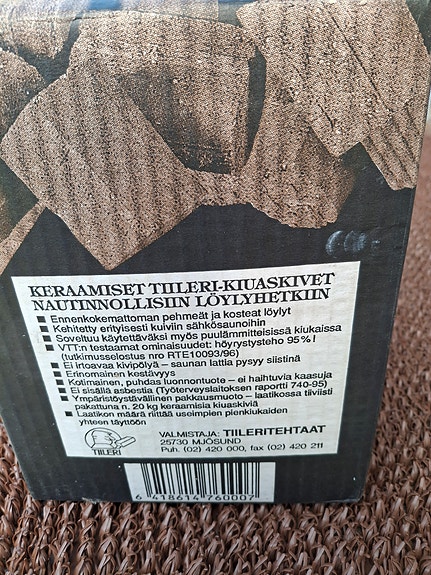 KERAAMISET TIILERI-KIUASKIVET
NAUTINNOLLISIIN LÖYLYHETKIIN
■ Ennenkokemattoman pehmeät ja kosteat löylyt
■ Kehitetty erityisesti kuiviin sähkösaunoihin
■ Soveltuu käytettäväksi myös puulämmitteisissä kiukaissa
■ VTT:n testaamat ominaisuudet: höyrystysteho 95% !
(tutkimusselostus nro RTE10093/96)
■ Ei irtoavaa kivipölyä – saunan lattia pysyy siistinä
■ Erinomainen kestävyys
■ Kotimainen, puhdas luonnontuote – ei haihtuvia kaasuja
■ Ei sisällä asbestia (Työterveyslaitoksen raportti 740-95)
■ Ympäristöystävällinen pakkausmuoto – laatikossa tiiviisti
pakattuna n. 20 kg keraamisia kiuaskiviä
■ Laatikon määrä riittää useimpien pienkiukaiden
yhteen täyttöön
TIILERI
VALMISTAJA: TIILERITEHTAAT
25730 MJÖSUND
Puh. (02) 420 000, fax (02) 420 211
6 418614 760007